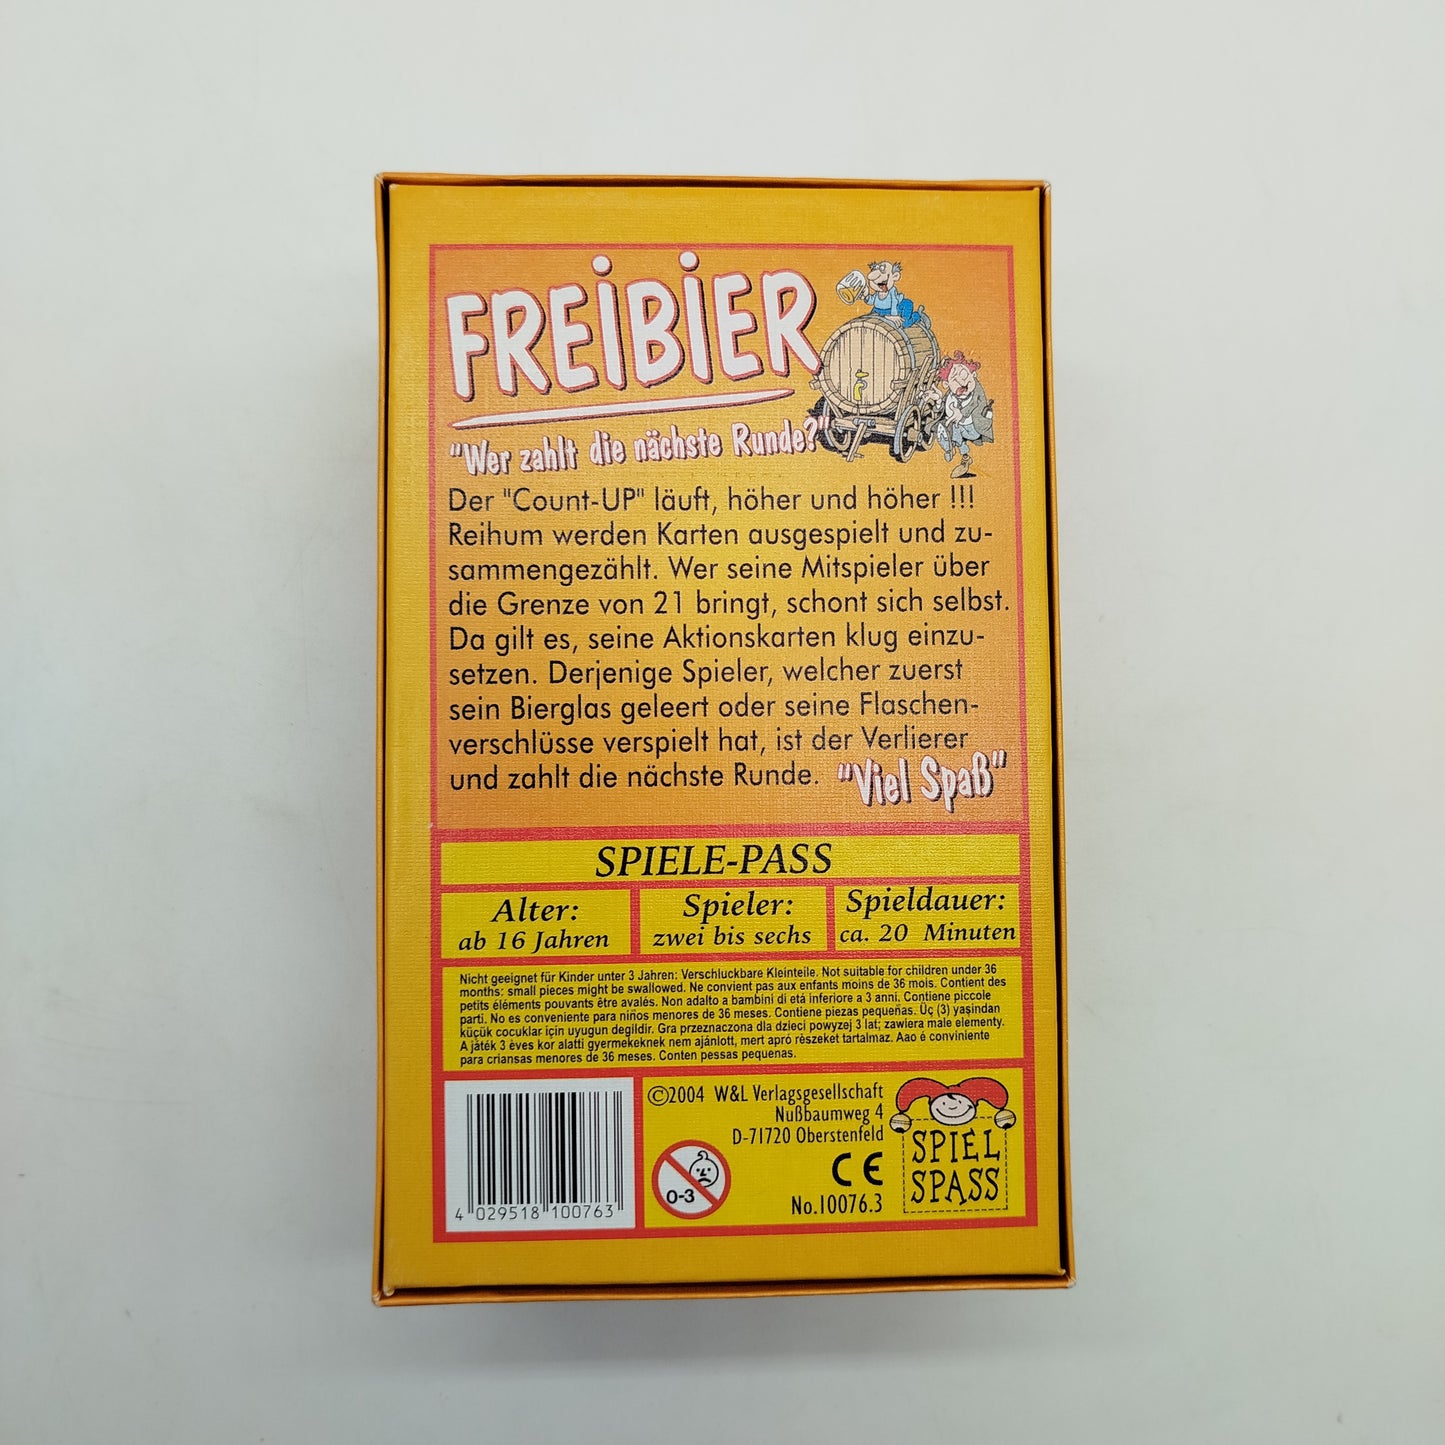 FREIBIER
"Wer zahlt die nächste Runde?"
Der "Count-UP" läuft, höher und höher !!!
Reihum werden Karten ausgespielt und zu-
sammengezählt. Wer seine Mitspieler über
die Grenze von 21 bringt, schont sich selbst.
Da gilt es, seine Aktionskarten klug einzu-
setzen. Derjenige Spieler, welcher zuerst
sein Bierglas geleert oder seine Flaschen-
verschlüsse verspielt hat, ist der Verlierer
und zahlt die nächste Runde. "Viel Spaß"
SPIELE-PASS
Alter:
ab 16 Jahren
Spieler:
zwei bis sechs
Spieldauer:
ca. 20 Minuten
Nicht geeignet für Kinder unter 3 Jahren: Verschluckbare Kleinteile. Not suitable for children under 36
months: small pieces might be swallowed. Ne convient pas aux enfants moins de 36 mois. Contient des
petits éléments pouvants être avalés. Non adalto a bambini di etá inferiore a 3 anni. Contiene piccole
parti. No es conveniente para niños menores de 36 meses. Contiene piezas pequeñas. Üç (3) yaşindan
küçük cocuklar için uyugun degildir. Gra przeznaczona dla dzieci powyzej 3 lat; zawiera male elementy.
A játék 3 éves kor alatti gyermekeknek nem ajánlott, mert apró rèszeket tartalmaz. Aao é conviniente
para criansas menores de 36 meses. Conten pessas pequenas.
4 029518 100763
©2004 W&L Verlagsgesellschaft
Nußbaumweg 4
D-71720 Oberstenfeld
0-3
CE
No.10076.3
SPIEL
SPASS